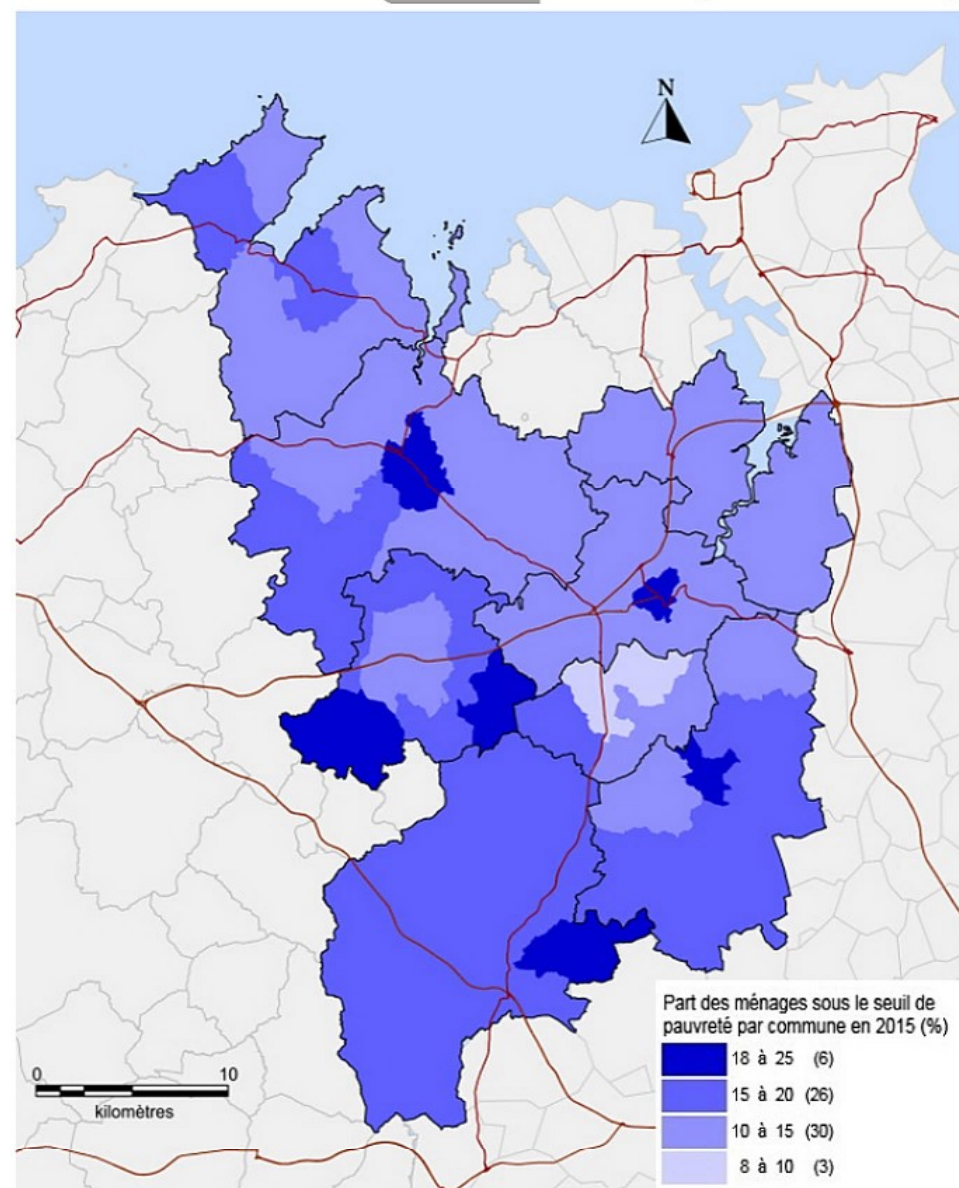 N
Part des ménages sous le seuil de
pauvreté par commune en 2015 (%)
18 à 25 (6)
15 à 20 (26)
10 à 15 (30)
8 à 10 (3)
0 10
kilomètres